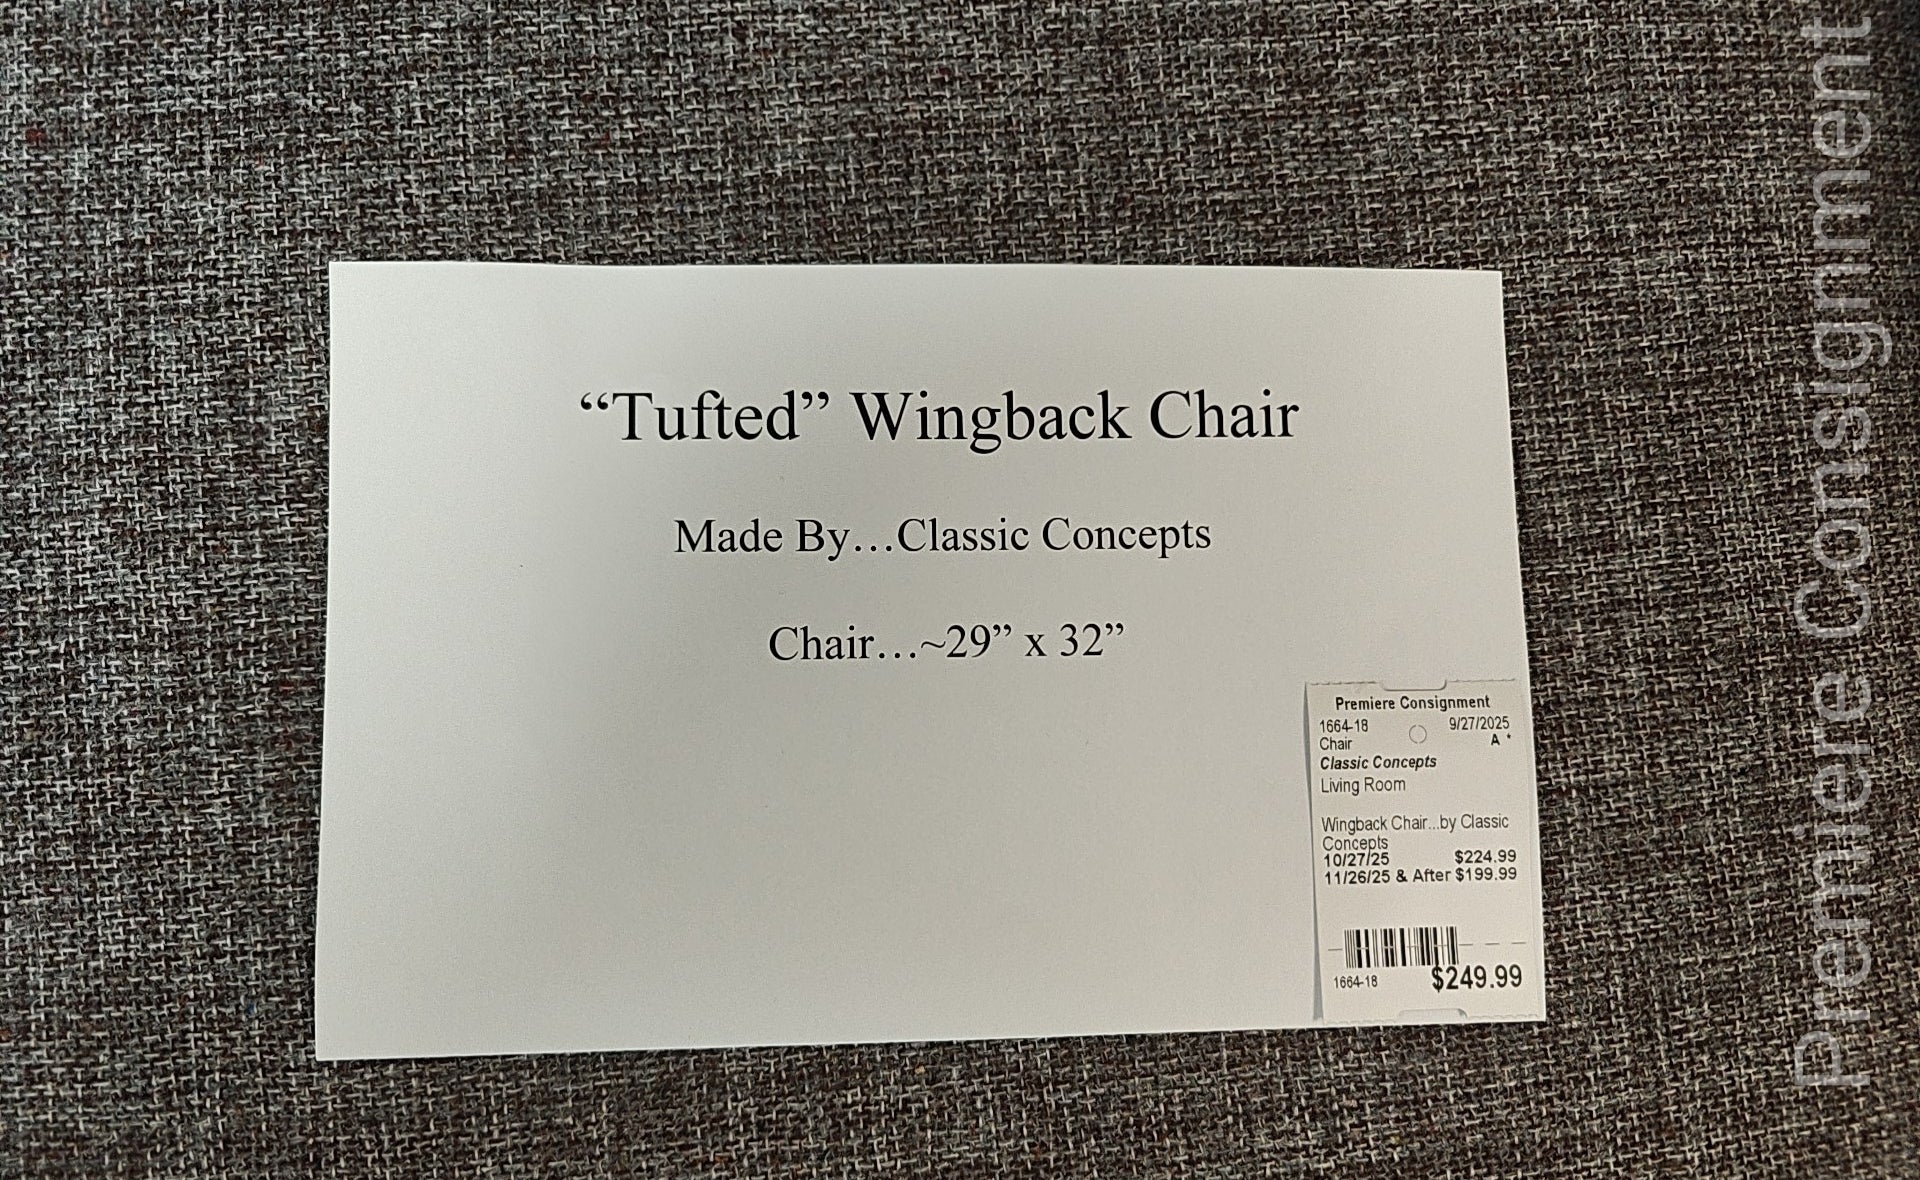 “Tufted” Wingback Chair
Made By…Classic Concepts
Chair…~29” x 32”
Premiere Consignment
1664-18 9/27/2025
Chair A *
Classic Concepts
Living Room
Wingback Chair...by Classic
Concepts
10/27/25 $224.99
11/26/25 & After $199.99
1664-18 $249.99
Premiere Consignment